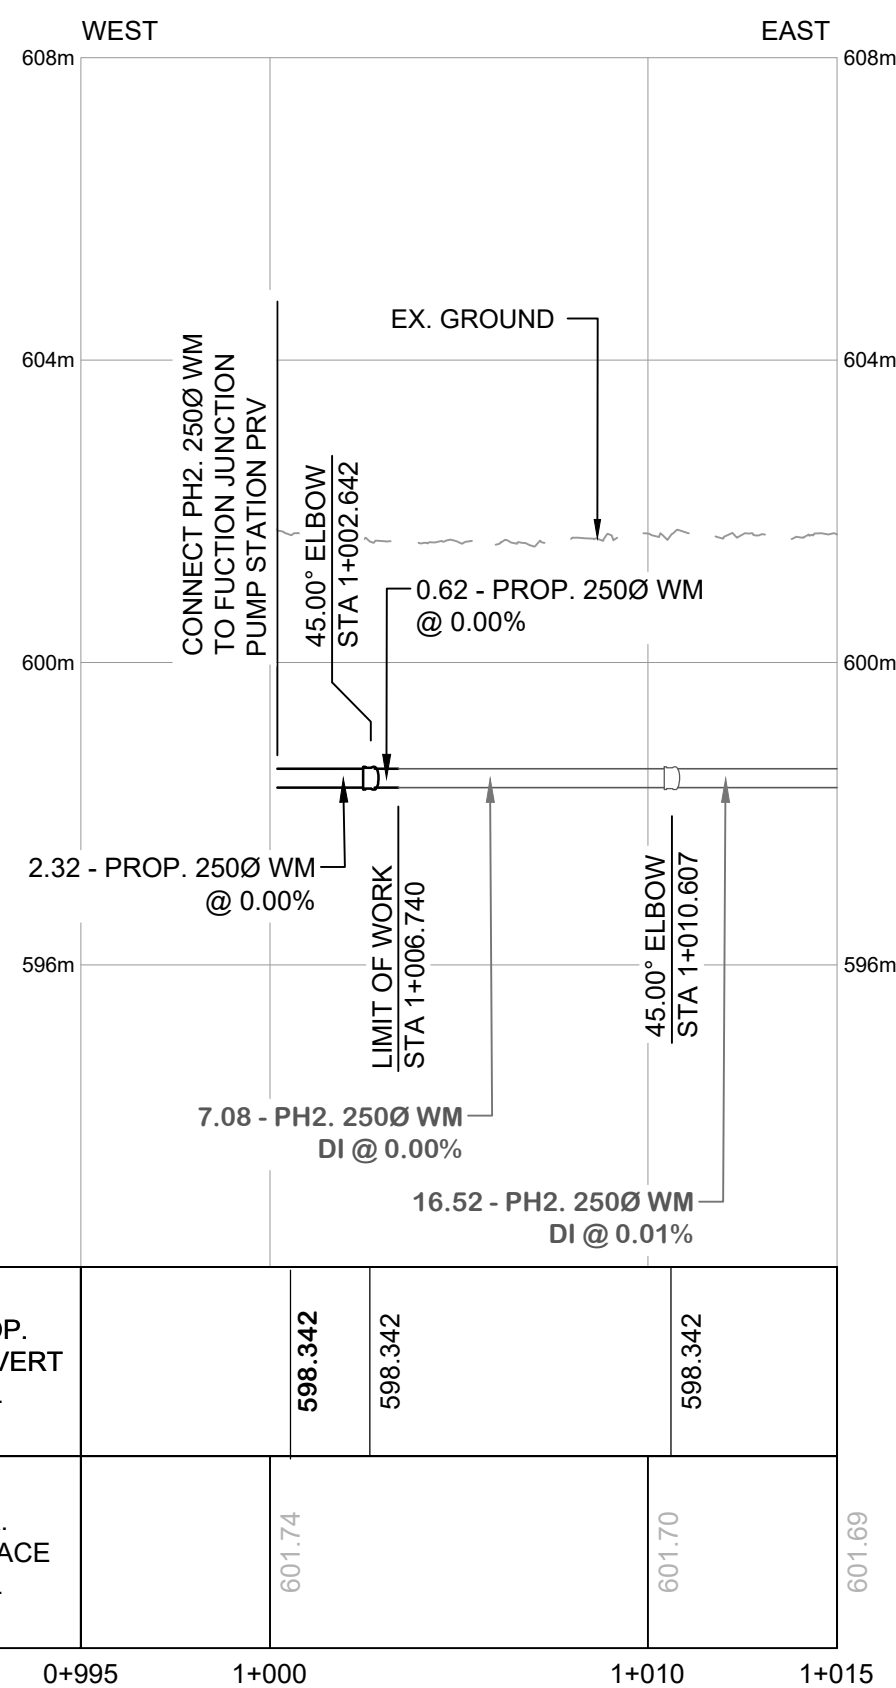 WEST
EAST
608m
608m
EX. GROUND
604m
604m
CONNECT PH2. 250Ø WM
TO FUCTION JUNCTION
PUMP STATION PRV
45.00° ELBOW
STA 1+002.642
0.62 - PROP. 250Ø WM
@ 0.00%
600m
600m
2.32 - PROP. 250Ø WM
@ 0.00%
LIMIT OF WORK
STA 1+006.740
45.00° ELBOW
STA 1+010.607
596m
596m
7.08 - PH2. 250Ø WM
DI @ 0.00%
16.52 - PH2. 250Ø WM
DI @ 0.01%
OP.
VERT
598.342
598.342
598.342
ACE
601.74
601.70
601.69
0+995
1+000
1+010
1+015